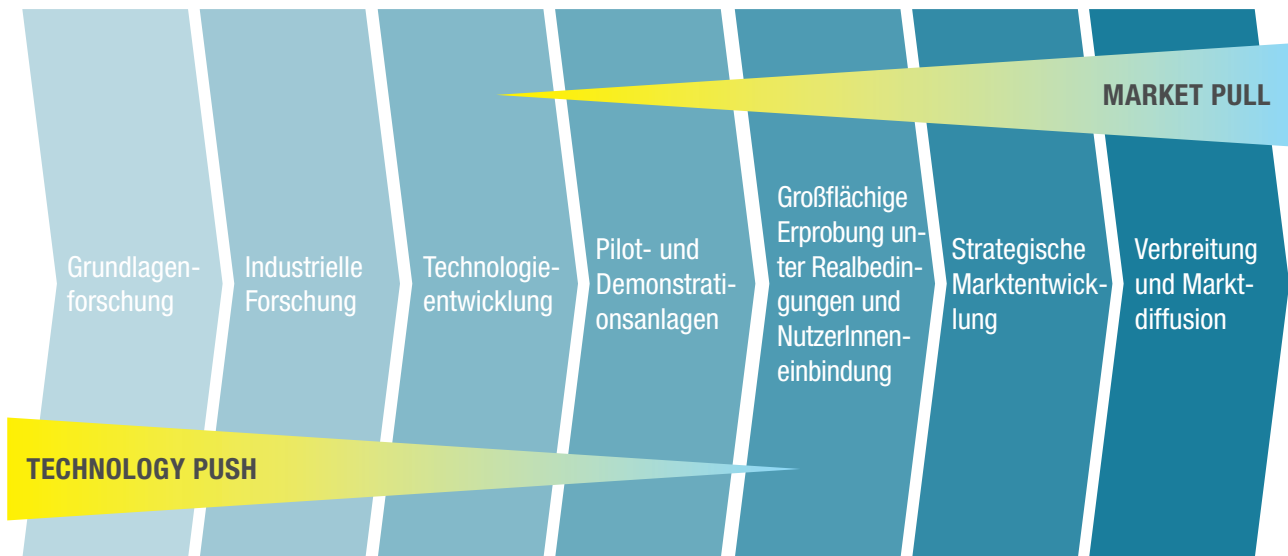 MARKET PULL
Grundlagen-
forschung
Industrielle
Forschung
Technologie-
entwicklung
Pilot- und
Demonstrati-
onsanlagen
Großflächige
Erprobung un-
ter Realbedin-
gungen und
NutzerInnen-
einbindung
Strategische
Marktentwick-
lung
Verbreitung
und Markt-
diffusion
TECHNOLOGY PUSH